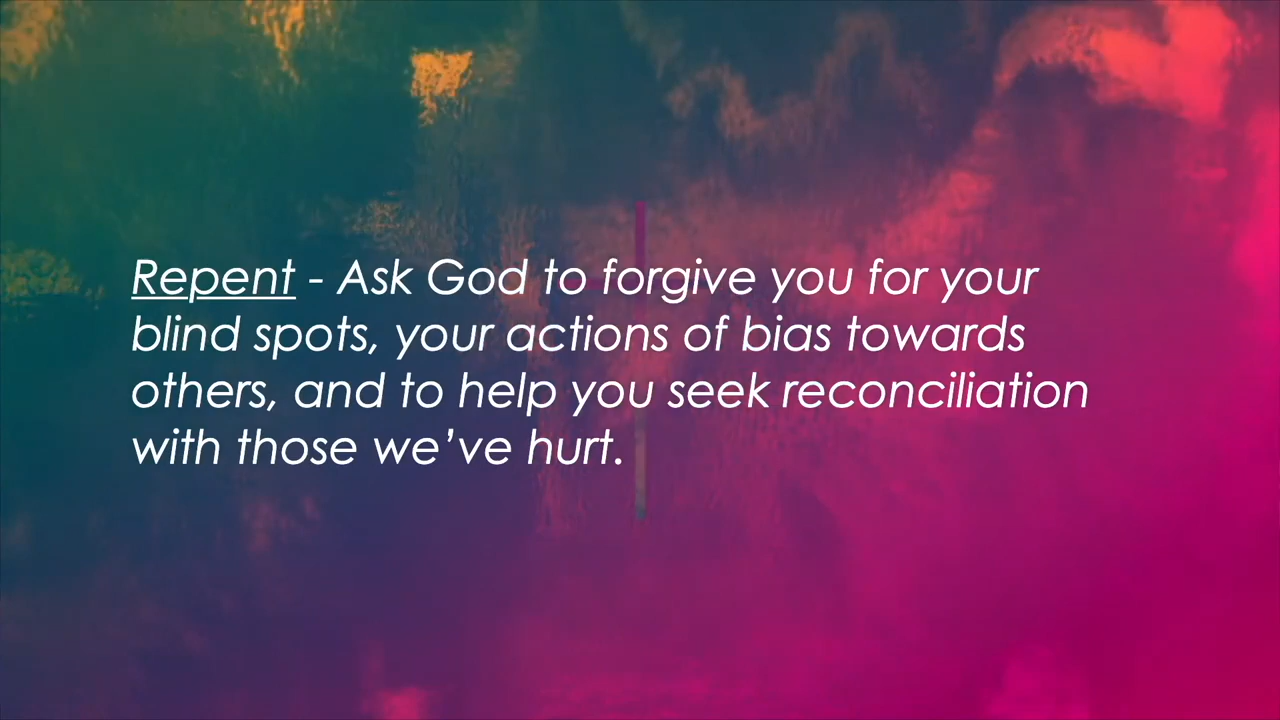 Repent - Ask God to forgive you for your
blind spots, your actions of bias towards
others, and to help you seek reconciliation
with those we’ve hurt.